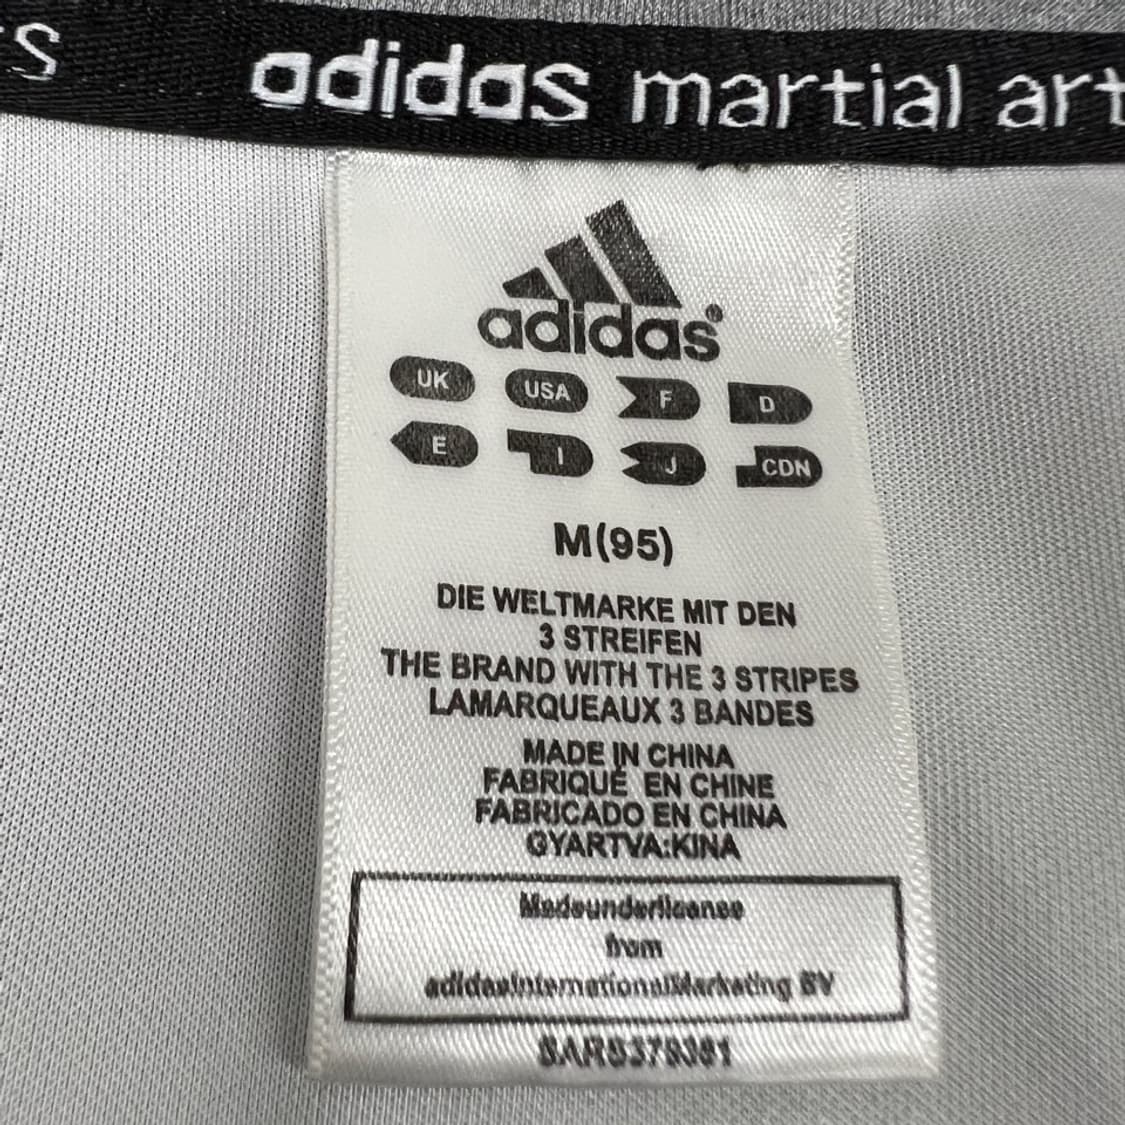 s adidas martial art
adidas®
UK USA F D
E I J CDN
M(95)
DIE WELTMARKE MIT DEN
3 STREIFEN
THE BRAND WITH THE 3 STRIPES
LAMARQUEAUX 3 BANDES
MADE IN CHINA
FABRIQUÉ EN CHINE
FABRICADO EN CHINA
GYARTVA:KINA
Madeunderlicense
from
adidasInternationalMarketing BV
SARS379381